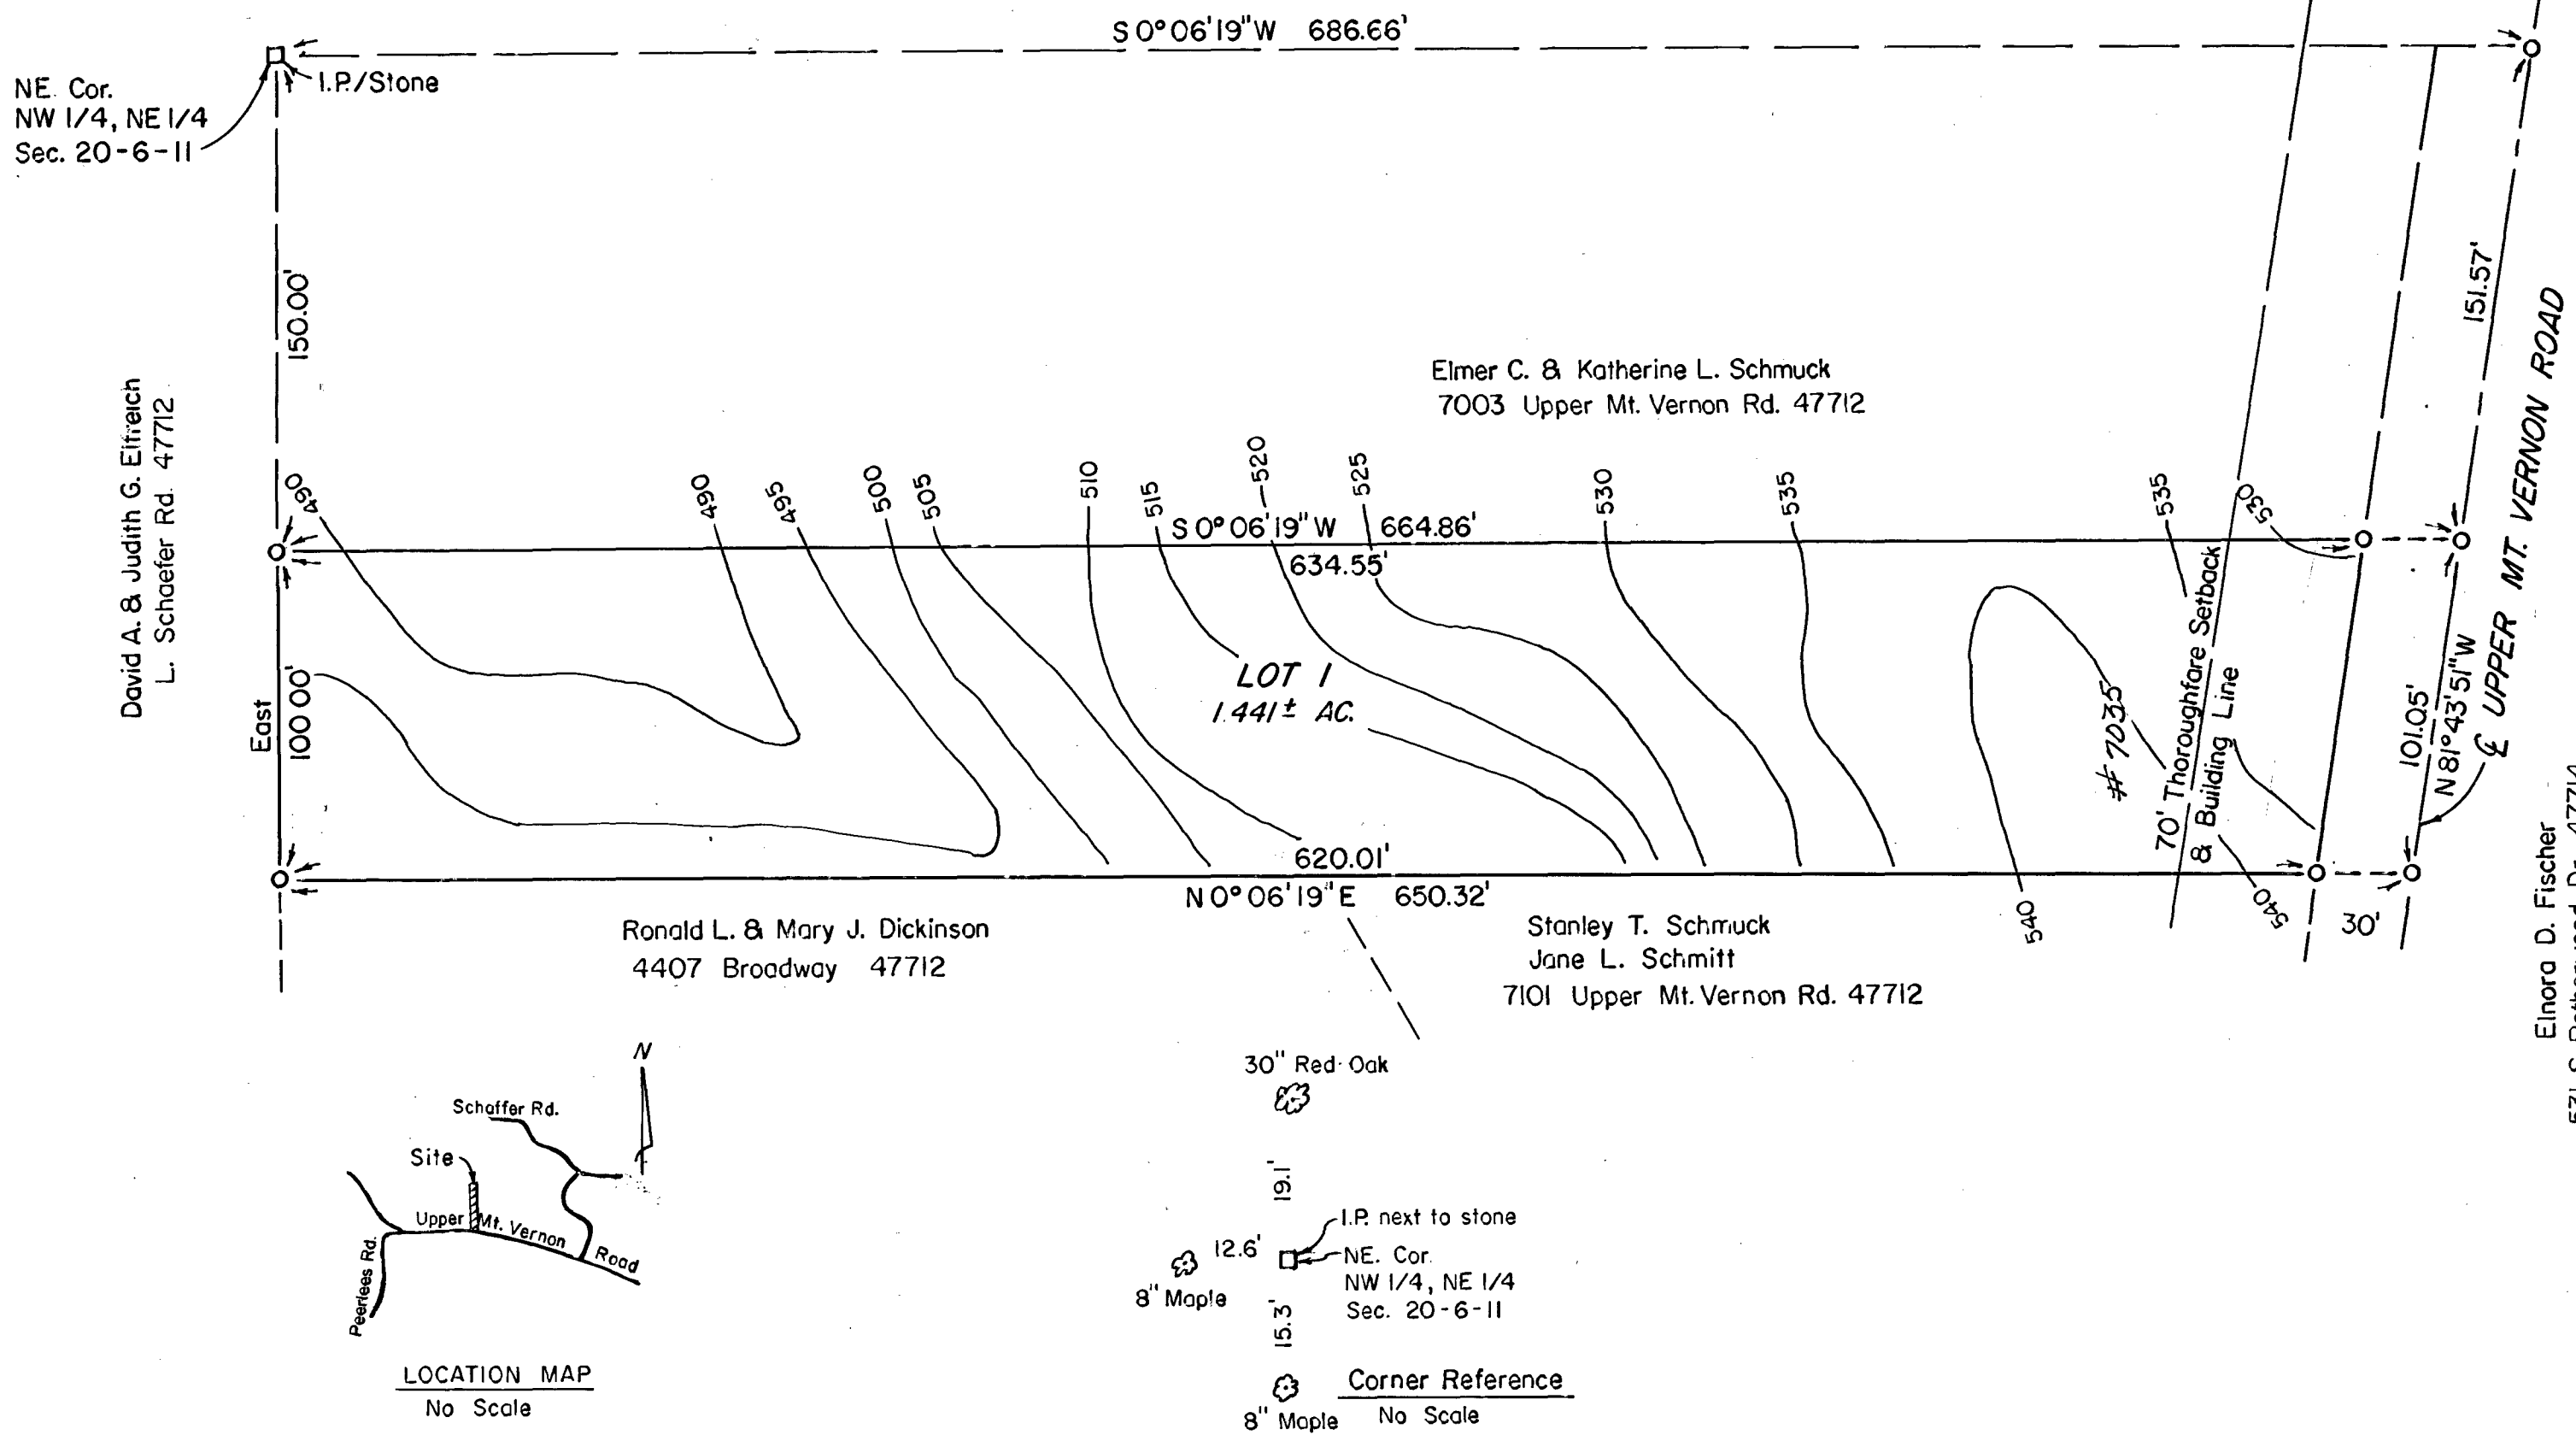 S 0° 06' 19" W 686.66'
I.P./Stone
NE. Cor.
NW 1/4, NE 1/4
Sec. 20-6-11
150.00'
151.57'
David A. & Judith G. Elfreich
L. Schaefer Rd. 47712
Elmer C. & Katherine L. Schmuck
7003 Upper Mt. Vernon Rd. 47712
490
490
495
500
505
510
515
520
525
530
535
535
530
S 0° 06' 19" W 664.86'
634.55'
LOT 1
1.441± AC.
East
100.00'
# 7035
70' Thoroughfare Setback
& Building Line
101.05'
N 81° 43' 51" W
℄ UPPER MT. VERNON ROAD
620.01'
N 0° 06' 19" E 650.32'
540
540
30'
Ronald L. & Mary J. Dickinson
4407 Broadway 47712
Stanley T. Schmuck
Jane L. Schmitt
7101 Upper Mt. Vernon Rd. 47712
Elnora D. Fischer
N
Schaffer Rd.
Site
Upper Mt. Vernon Road
Peerlees Rd.
LOCATION MAP
No Scale
30" Red Oak
19.1'
I.P. next to stone
12.6'
NE. Cor.
NW 1/4, NE 1/4
Sec. 20-6-11
8" Maple
15.3'
8" Maple
Corner Reference
No Scale